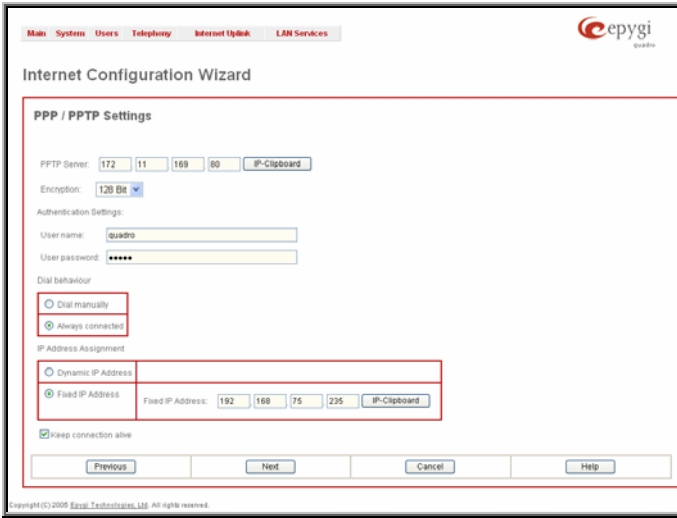 Main System Users Telephony Internet Uplink LAN Services
epygi
quadro
Internet Configuration Wizard
PPP / PPTP Settings
PPTP Server: 172 11 169 80 IP-Clipboard
Encryption: 128 Bit
Authentication Settings:
User name: quadro
User password: •••••
Dial behaviour
Dial manually
Always connected
IP Address Assignment
Dynamic IP Address
Fixed IP Address Fixed IP Address: 192 168 75 235 IP-Clipboard
Keep connection alive
Previous Next Cancel Help
Copyright (C) 2005 Epygi Technologies, Ltd. All rights reserved.